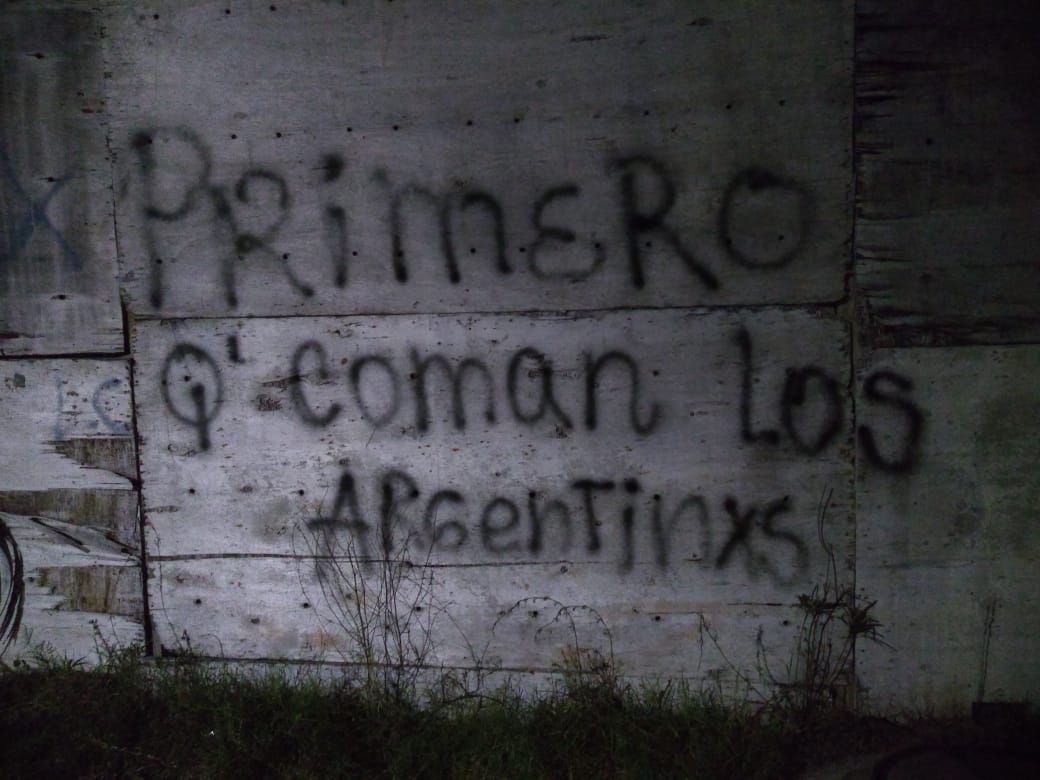 PRimERO
Q' coman Los
ARGenTinxs